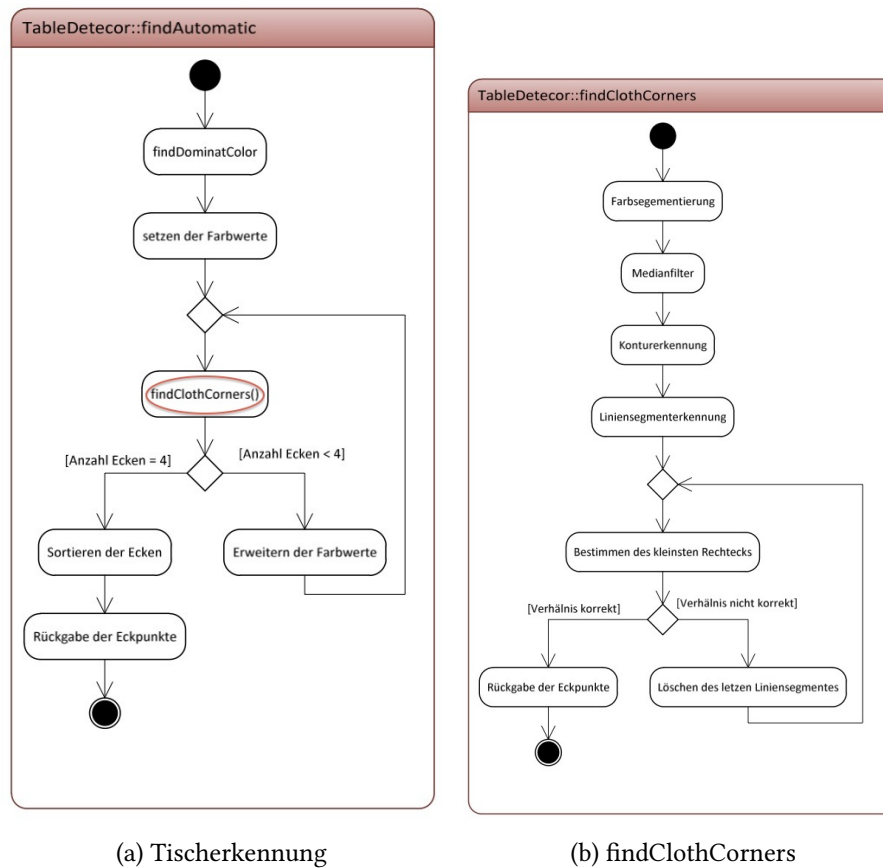 TableDetecor::findAutomatic
findDominatColor
setzen der Farbwerte
findClothCorners()
[Anzahl Ecken = 4]
[Anzahl Ecken < 4]
Sortieren der Ecken
Erweitern der Farbwerte
Rückgabe der Eckpunkte
(a) Tischerkennung
TableDetecor::findClothCorners
Farbsegementierung
Medianfilter
Konturerkennung
Liniensegmenterkennung
Bestimmen des kleinsten Rechtecks
[Verhälnis korrekt]
[Verhälnis nicht korrekt]
Rückgabe der Eckpunkte
Löschen des letzen Liniensegmentes
(b) findClothCorners